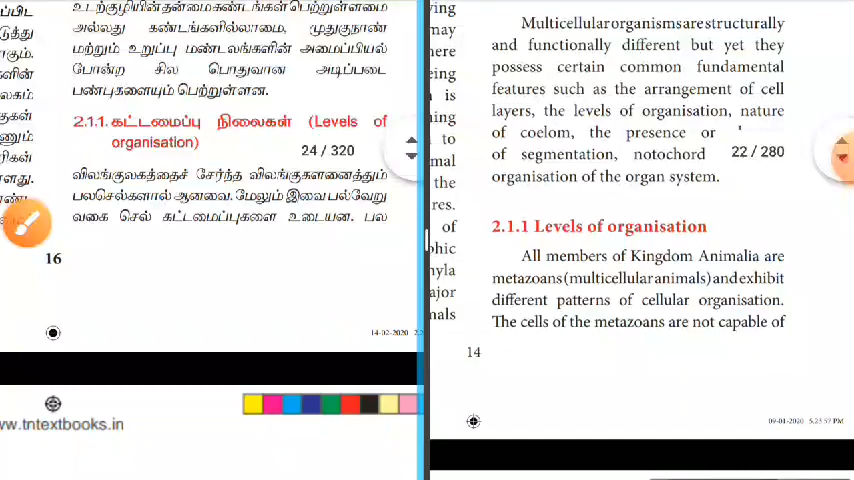 உடற்குழியின் தன்மை கண்டங்கள் பெற்றுள்ளமை
அல்லது கண்டங்களில்லாமை, முதுகுநாண்
மற்றும் உறுப்பு மண்டலங்களின் அமைப்பியல்
போன்ற சில பொதுவான அடிப்படை
பண்புகளையும் பெற்றுள்ளன.
2.1.1. கட்டமைப்பு நிலைகள் (Levels of
organisation)
24 / 320
விலங்குலகத்தைச் சேர்ந்த விலங்குகளனைத்தும்
பலசெல்களால் ஆனவை. மேலும் இவை பல்வேறு
வகை செல் கட்டமைப்புகளை உடையன. பல
16
14-02-2020
www.tntextbooks.in
Multicellular organisms are structurally
and functionally different but yet they
possess certain common fundamental
features such as the arrangement of cell
layers, the levels of organisation, nature
of coelom, the presence or
of segmentation, notochord
22 / 280
organisation of the organ system.
2.1.1 Levels of organisation
All members of Kingdom Animalia are
metazoans (multicellular animals) and exhibit
different patterns of cellular organisation.
The cells of the metazoans are not capable of
14
09-01-2020 5:23:57 PM